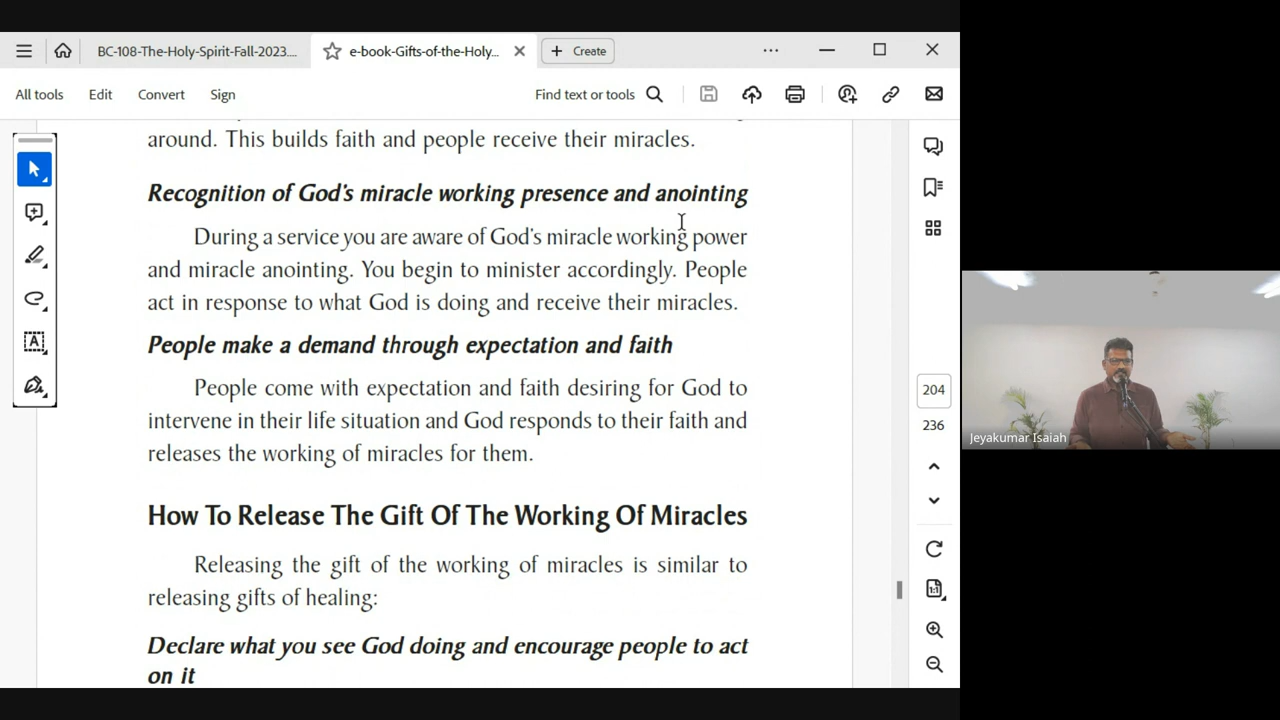 BC-108-The-Holy-Spirit-Fall-2023....
e-book-Gifts-of-the-Holy...
Create
All tools
Edit
Convert
Sign
Find text or tools
around. This builds faith and people receive their miracles.
Recognition of God's miracle working presence and anointing
During a service you are aware of God's miracle working power
and miracle anointing. You begin to minister accordingly. People
act in response to what God is doing and receive their miracles.
People make a demand through expectation and faith
People come with expectation and faith desiring for God to
intervene in their life situation and God responds to their faith and
releases the working of miracles for them.
How To Release The Gift Of The Working Of Miracles
Releasing the gift of the working of miracles is similar to
releasing gifts of healing:
Declare what you see God doing and encourage people to act
on it
204
236
Jeyakumar Isaiah